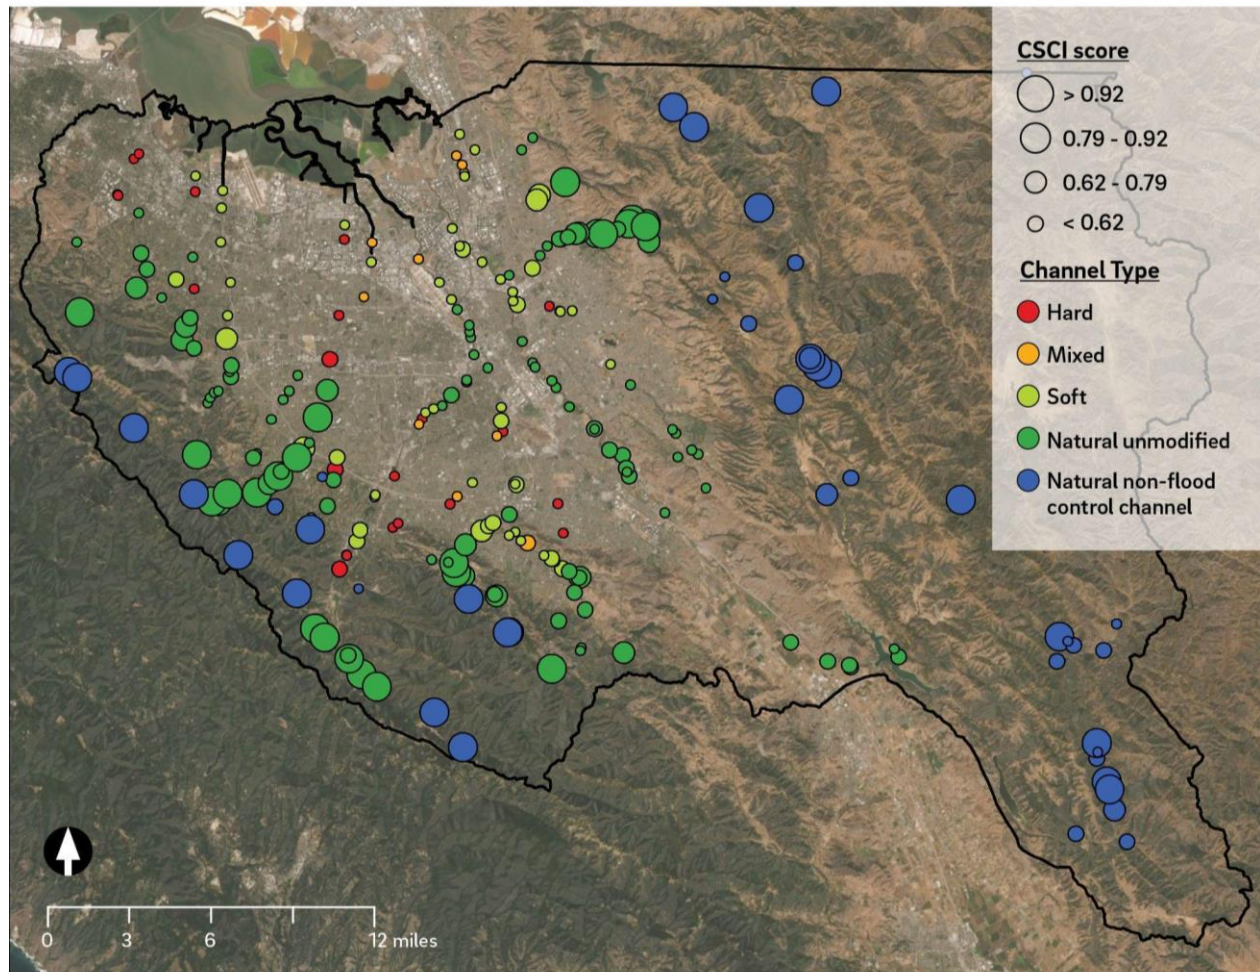 CSCI score
> 0.92
0.79 - 0.92
0.62 - 0.79
< 0.62
Channel Type
Hard
Mixed
Soft
Natural unmodified
Natural non-flood
control channel
0 3 6 12 miles